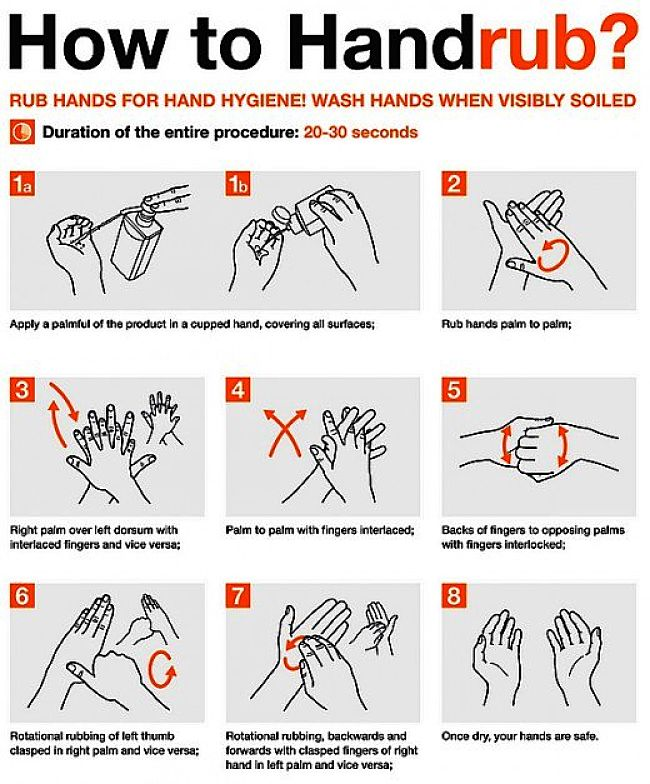 How to Handrub?
RUB HANDS FOR HAND HYGIENE! WASH HANDS WHEN VISIBLY SOILED
Duration of the entire procedure: 20-30 seconds
1a
1b
2
Apply a palmful of the product in a cupped hand, covering all surfaces;
Rub hands palm to palm;
3
4
5
Right palm over left dorsum with
interlaced fingers and vice versa;
Palm to palm with fingers interlaced;
Backs of fingers to opposing palms
with fingers interlocked;
6
7
8
Rotational rubbing of left thumb
clasped in right palm and vice versa;
Rotational rubbing, backwards and
forwards with clasped fingers of right
hand in left palm and vice versa;
Once dry, your hands are safe.